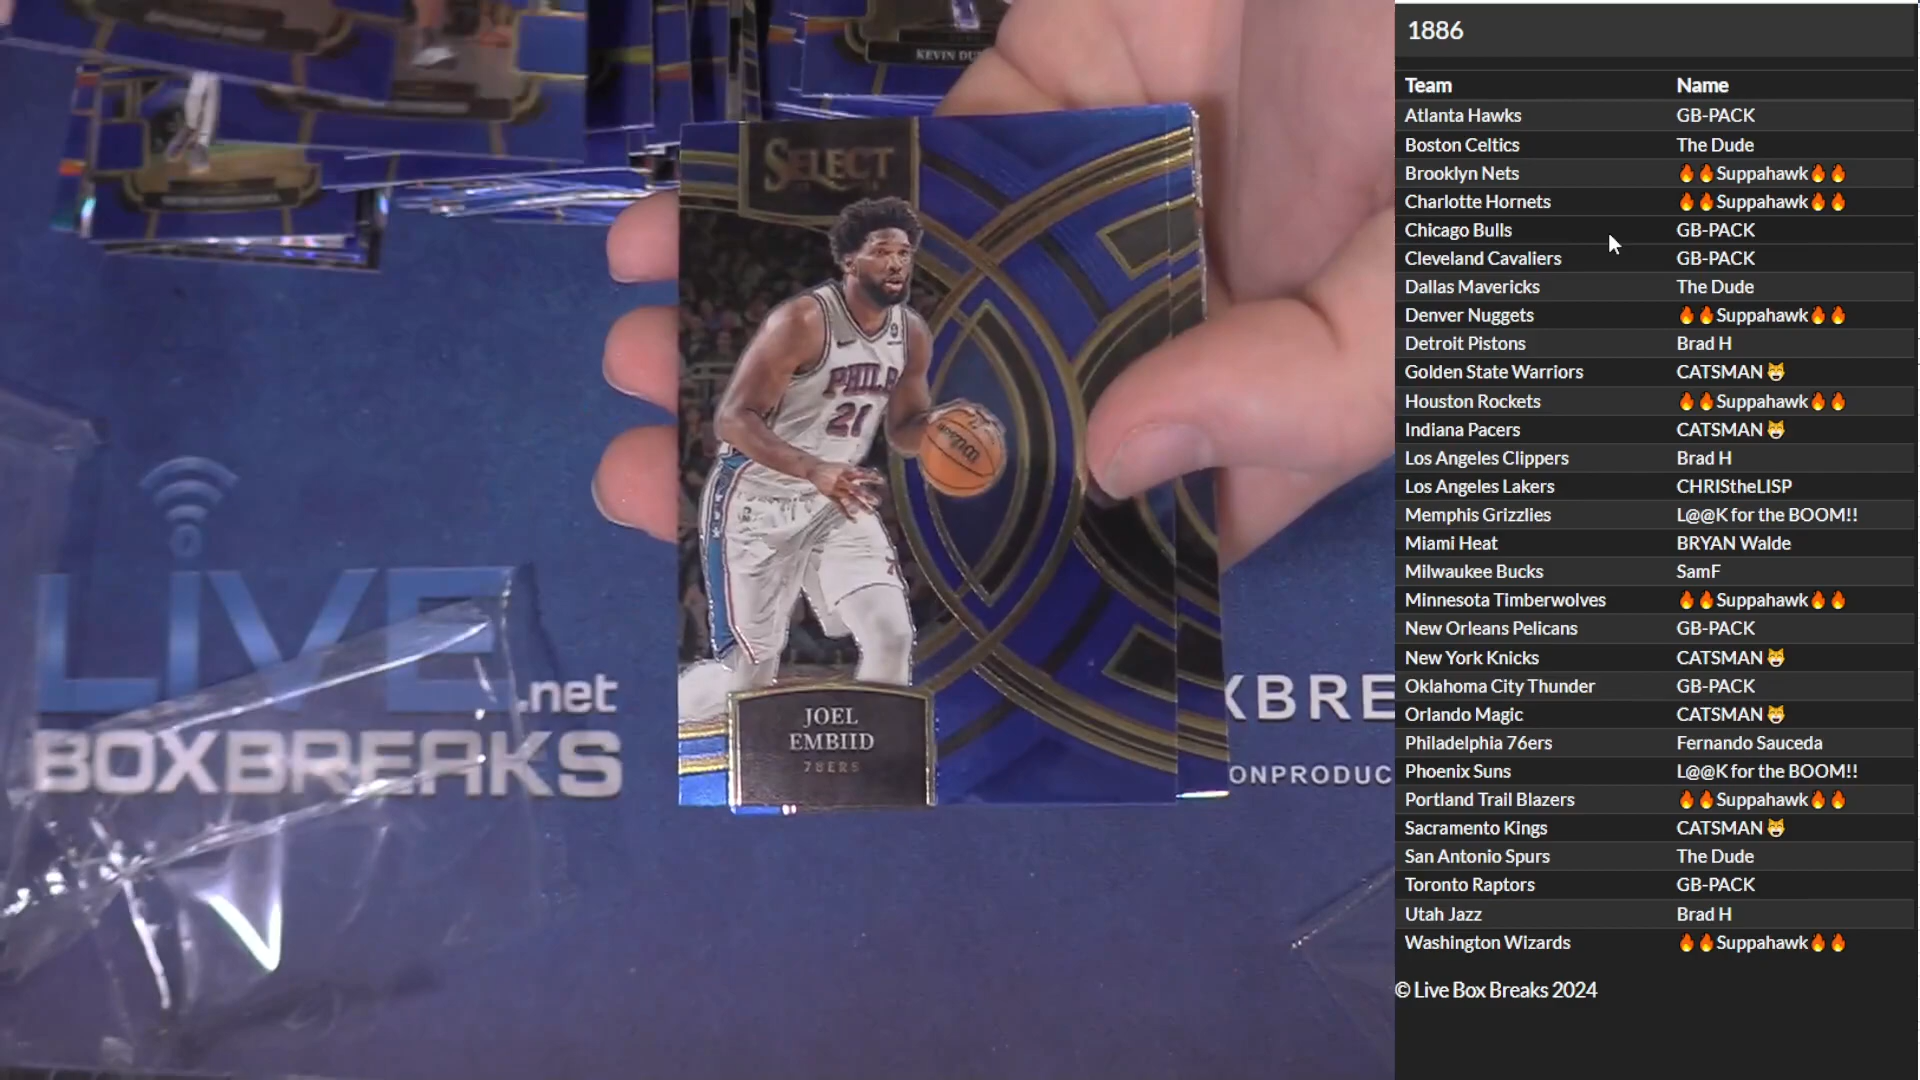 KEVIN DU
SELECT
PHILA
21
JOEL
EMBIID
76ERS
LIVE
.net
BOXBREAKS
XBRE
ONPRODUC
1886
Team Name
Atlanta Hawks GB-PACK
Boston Celtics The Dude
Brooklyn Nets 🔥🔥Suppahawk🔥🔥
Charlotte Hornets 🔥🔥Suppahawk🔥🔥
Chicago Bulls GB-PACK
Cleveland Cavaliers GB-PACK
Dallas Mavericks The Dude
Denver Nuggets 🔥🔥Suppahawk🔥🔥
Detroit Pistons Brad H
Golden State Warriors CATSMAN 😸
Houston Rockets 🔥🔥Suppahawk🔥🔥
Indiana Pacers CATSMAN 😸
Los Angeles Clippers Brad H
Los Angeles Lakers CHRIStheLISP
Memphis Grizzlies L@@K for the BOOM!!
Miami Heat BRYAN Walde
Milwaukee Bucks SamF
Minnesota Timberwolves 🔥🔥Suppahawk🔥🔥
New Orleans Pelicans GB-PACK
New York Knicks CATSMAN 😸
Oklahoma City Thunder GB-PACK
Orlando Magic CATSMAN 😸
Philadelphia 76ers Fernando Sauceda
Phoenix Suns L@@K for the BOOM!!
Portland Trail Blazers 🔥🔥Suppahawk🔥🔥
Sacramento Kings CATSMAN 😸
San Antonio Spurs The Dude
Toronto Raptors GB-PACK
Utah Jazz Brad H
Washington Wizards 🔥🔥Suppahawk🔥🔥
© Live Box Breaks 2024